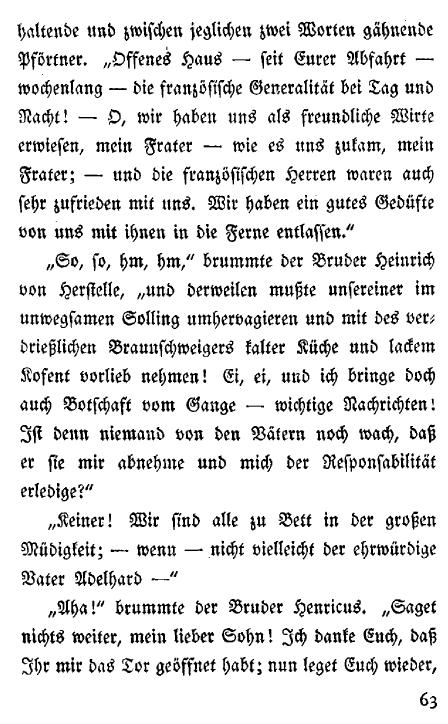 haltende und zwischen jeglichen zwei Worten gähnende
Pförtner. „Offenes Haus — seit Eurer Abfahrt —
wochenlang — die französische Generalität bei Tag und
Nacht! — O, wir haben uns als freundliche Wirte
erwiesen, mein Frater — wie es uns zukam, mein
Frater; — und die französischen Herren waren auch
sehr zufrieden mit uns. Wir haben ein gutes Gedüfte
von uns mit ihnen in die Ferne entlassen.“
„So, so, hm, hm,“ brummte der Bruder Heinrich
von Herstelle, „und derweilen mußte unsereiner im
unwegsamen Solling umhervagieren und mit des ver-
drießlichen Braunschweigers kalter Küche und lackem
Kofent vorlieb nehmen! Ei, ei, und ich bringe doch
auch Botschaft vom Gange — wichtige Nachrichten!
Ist denn niemand von den Vätern noch wach, daß
er sie mir abnehme und mich der Responsabilität
erledige?“
„Keiner! Wir sind alle zu Bett in der großen
Müdigkeit; — wenn — nicht vielleicht der ehrwürdige
Vater Adelhard —“
„Aha!“ brummte der Bruder Henricus. „Saget
nichts weiter, mein lieber Sohn! Ich danke Euch, daß
Ihr mir das Tor geöffnet habt; nun leget Euch wieder,
63